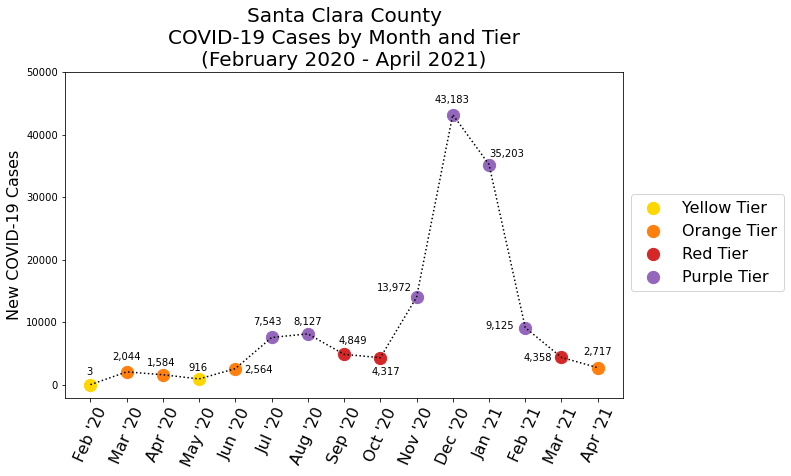 Santa Clara County
COVID-19 Cases by Month and Tier
(February 2020 - April 2021)
New COVID-19 Cases
50000
40000
30000
20000
10000
0
3
2,044
1,584
916
2,564
7,543
8,127
4,849
4,317
13,972
43,183
35,203
9,125
4,358
2,717
Feb '20
Mar '20
Apr '20
May '20
Jun '20
Jul '20
Aug '20
Sep '20
Oct '20
Nov '20
Dec '20
Jan '21
Feb '21
Mar '21
Apr '21
Yellow Tier
Orange Tier
Red Tier
Purple Tier